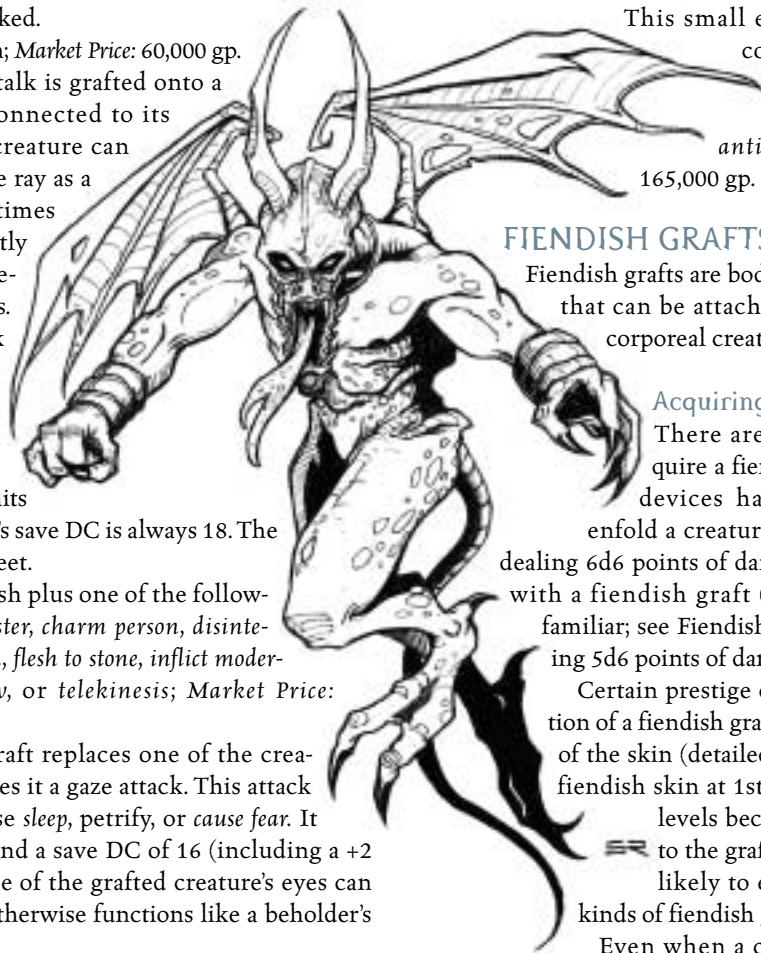 ked.
; Market Price: 60,000 gp.
talk is grafted onto a
onnected to its
creature can
e ray as a
times
tly
e-
s.
k
its
's save DC is always 18. The
eet.
sh plus one of the follow-
ster, charm person, disinte-
, flesh to stone, inflict moder-
w, or telekinesis; Market Price:
raft replaces one of the crea-
es it a gaze attack. This attack
se sleep, petrify, or cause fear. It
nd a save DC of 16 (including a +2
e of the grafted creature's eyes can
therwise functions like a beholder's
This small e
co
anti
165,000 gp.
FIENDISH GRAFTS
Fiendish grafts are bod
that can be attach
corporeal creat
Acquiring
There are
quire a fien
devices ha
enfold a creatur
dealing 6d6 points of da
with a fiendish graft (
familiar; see Fiendish
ing 5d6 points of dam
Certain prestige c
tion of a fiendish gra
of the skin (detailed
fiendish skin at 1st
levels bec
SR
to the graf
likely to e
kinds of fiendish
Even when a c